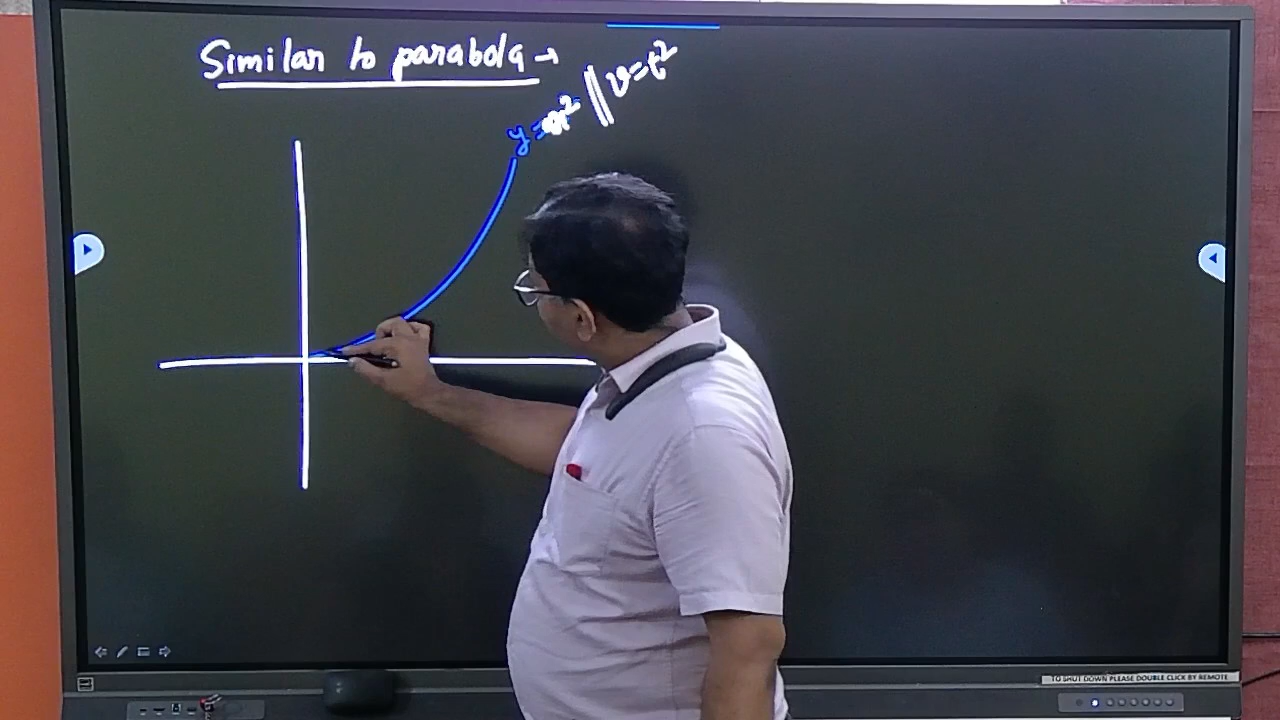 Similar to parabola →
y = x² // v = t²
TO SHUT DOWN PLEASE DOUBLE CLICK BY REMOTE